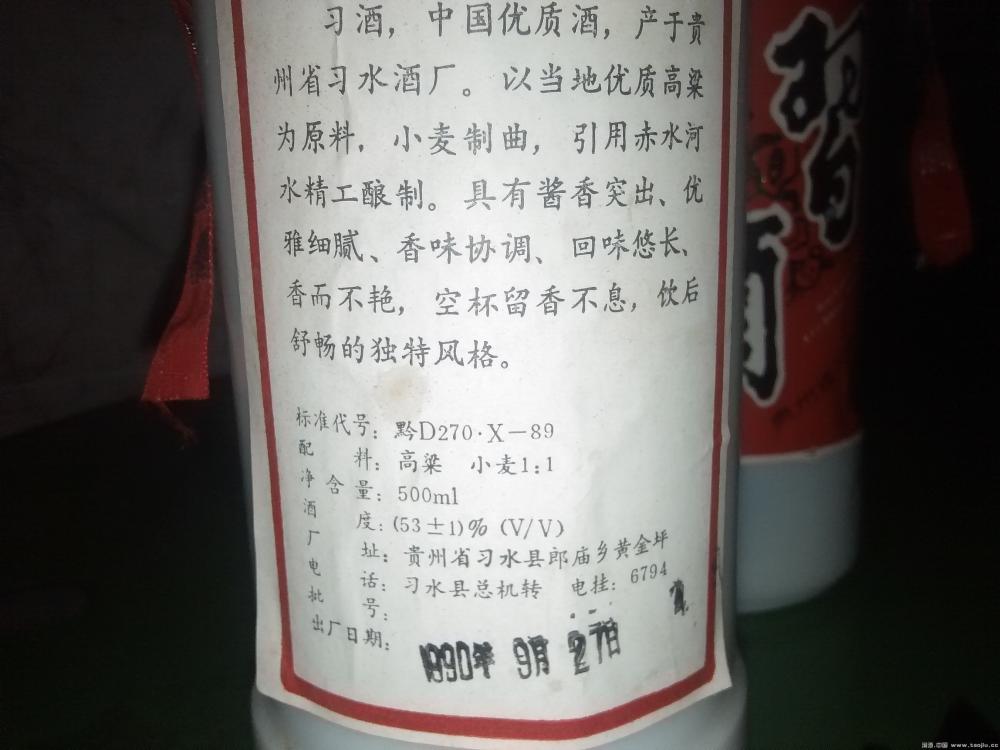 习酒，中国优质酒，产于贵
州省习水酒厂。以当地优质高粱
为原料，小麦制曲，引用赤水河
水精工酿制。具有酱香突出、优
雅细腻、香味协调、回味悠长、
香而不艳，空杯留香不息，饮后
舒畅的独特风格。
标准代号：黔D270·X—89
配料：高粱 小麦1:1
净含量：500ml
酒度：(53±1)% (V/V)
厂址：贵州省习水县郎庙乡黄金坪
电话：习水县总机转 电挂：6794
批号：
出厂日期：1990年 9月 27日
習
酒